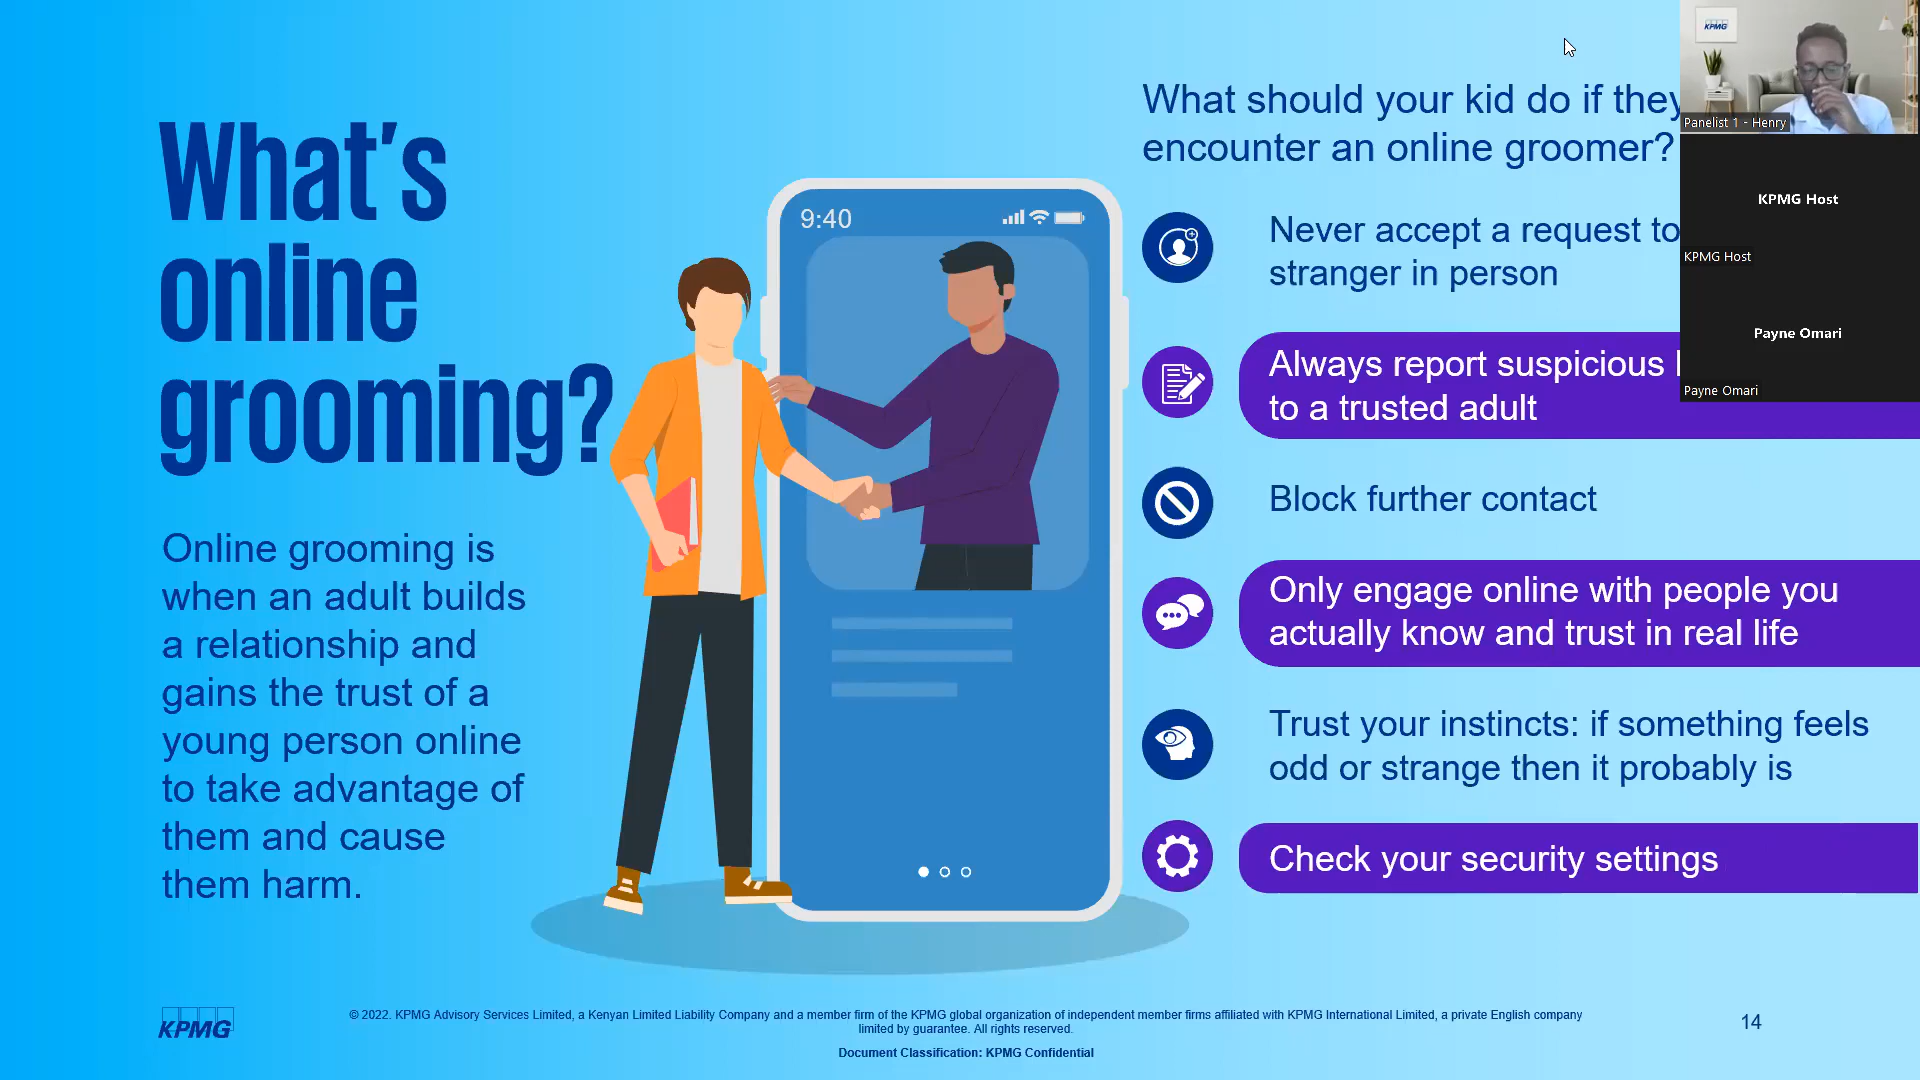 What's
online
grooming?
Online grooming is
when an adult builds
a relationship and
gains the trust of a
young person online
to take advantage of
them and cause
them harm.
9:40
What should your kid do if they
encounter an online groomer?
Never accept a request to
stranger in person
Always report suspicious
to a trusted adult
Block further contact
Only engage online with people you
actually know and trust in real life
Trust your instincts: if something feels
odd or strange then it probably is
Check your security settings
KPMG
Panelist 1 - Henry
KPMG Host
KPMG Host
Payne Omari
Payne Omari
KPMG
© 2022. KPMG Advisory Services Limited, a Kenyan Limited Liability Company and a member firm of the KPMG global organization of independent member firms affiliated with KPMG International Limited, a private English company
limited by guarantee. All rights reserved.
Document Classification: KPMG Confidential
14